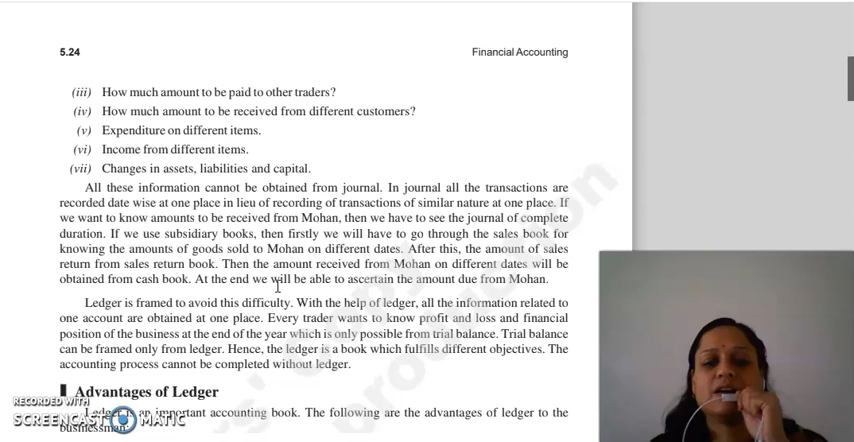 5.24
Financial Accounting
(iii) How much amount to be paid to other traders?
(iv) How much amount to be received from different customers?
(v) Expenditure on different items.
(vi) Income from different items.
(vii) Changes in assets, liabilities and capital.
All these information cannot be obtained from journal. In journal all the transactions are
recorded date wise at one place in lieu of recording of transactions of similar nature at one place. If
we want to know amounts to be received from Mohan, then we have to see the journal of complete
duration. If we use subsidiary books, then firstly we will have to go through the sales book for
knowing the amounts of goods sold to Mohan on different dates. After this, the amount of sales
return from sales return book. Then the amount received from Mohan on different dates will be
obtained from cash book. At the end we will be able to ascertain the amount due from Mohan.
Ledger is framed to avoid this difficulty. With the help of ledger, all the information related to
one account are obtained at one place. Every trader wants to know profit and loss and financial
position of the business at the end of the year which is only possible from trial balance. Trial balance
can be framed only from ledger. Hence, the ledger is a book which fulfills different objectives. The
accounting process cannot be completed without ledger.
Advantages of Ledger
Ledger is an important accounting book. The following are the advantages of ledger to the
businessman:
RECORDED WITH
SCREENCAST MATIC